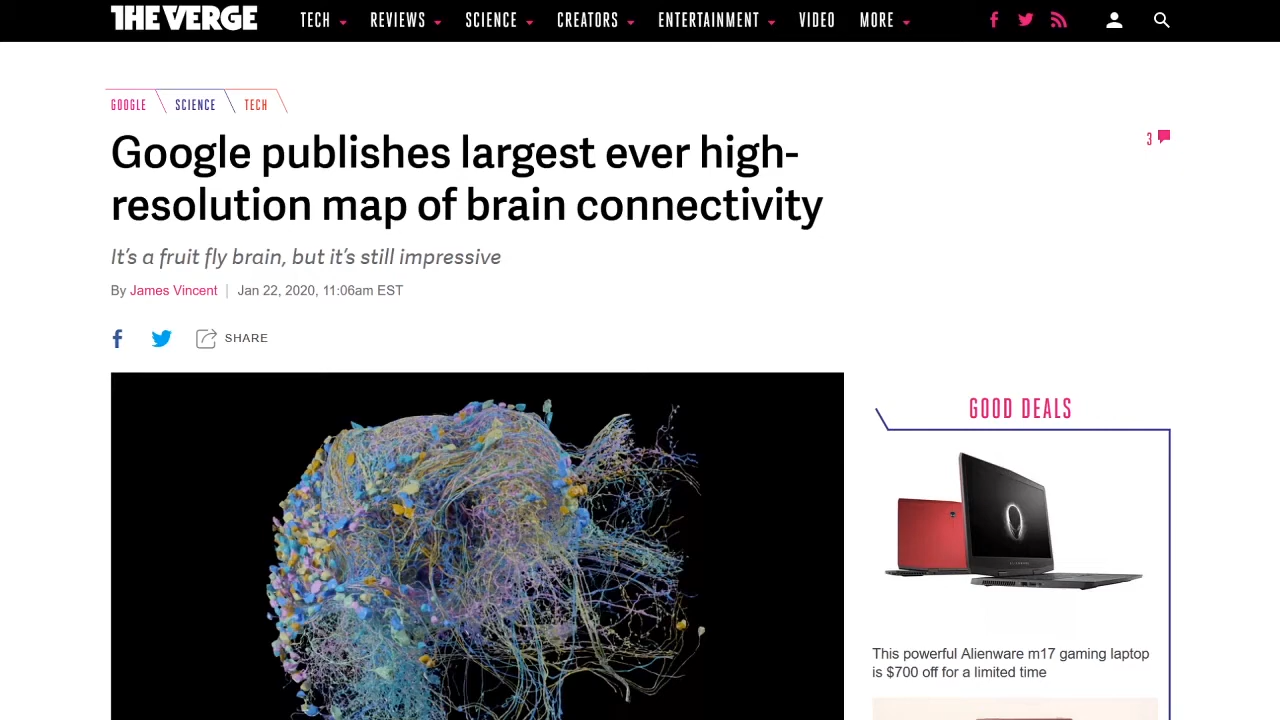 THE VERGE
TECH REVIEWS SCIENCE CREATORS ENTERTAINMENT VIDEO MORE
GOOGLE SCIENCE TECH
Google publishes largest ever high-
resolution map of brain connectivity
3
It's a fruit fly brain, but it's still impressive
By James Vincent | Jan 22, 2020, 11:06am EST
SHARE
GOOD DEALS
This powerful Alienware m17 gaming laptop
is $700 off for a limited time